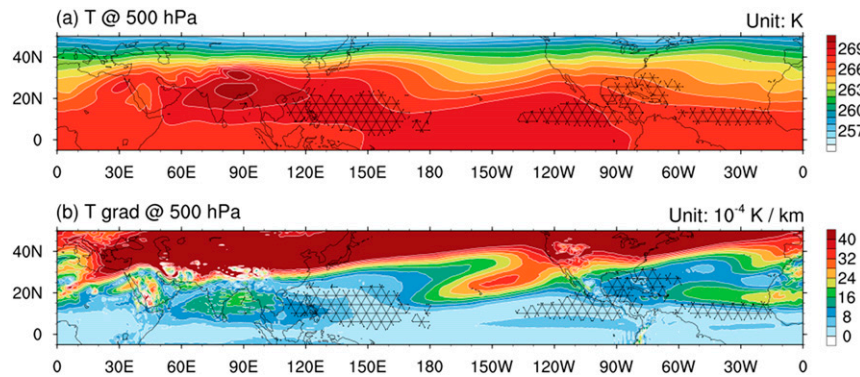 (a) T @ 500 hPa Unit: K
40N
20N
0
269
266
263
260
257
0 30E 60E 90E 120E 150E 180 150W 120W 90W 60W 30W 0
(b) T grad @ 500 hPa Unit: 10⁻⁴ K / km
40N
20N
0
40
32
24
16
8
0
0 30E 60E 90E 120E 150E 180 150W 120W 90W 60W 30W 0